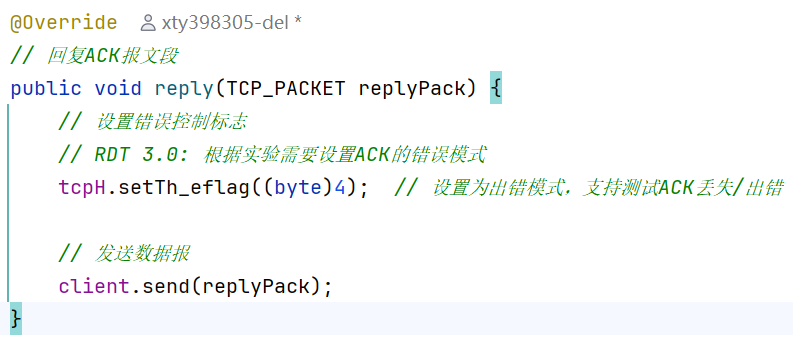 @Override xty398305-del *
// 回复ACK报文段
public void reply(TCP_PACKET replyPack) {
// 设置错误控制标志
// RDT 3.0: 根据实验需要设置ACK的错误模式
tcpH.setTh_eflag((byte)4); // 设置为出错模式，支持测试ACK丢失/出错
// 发送数据报
client.send(replyPack);
}